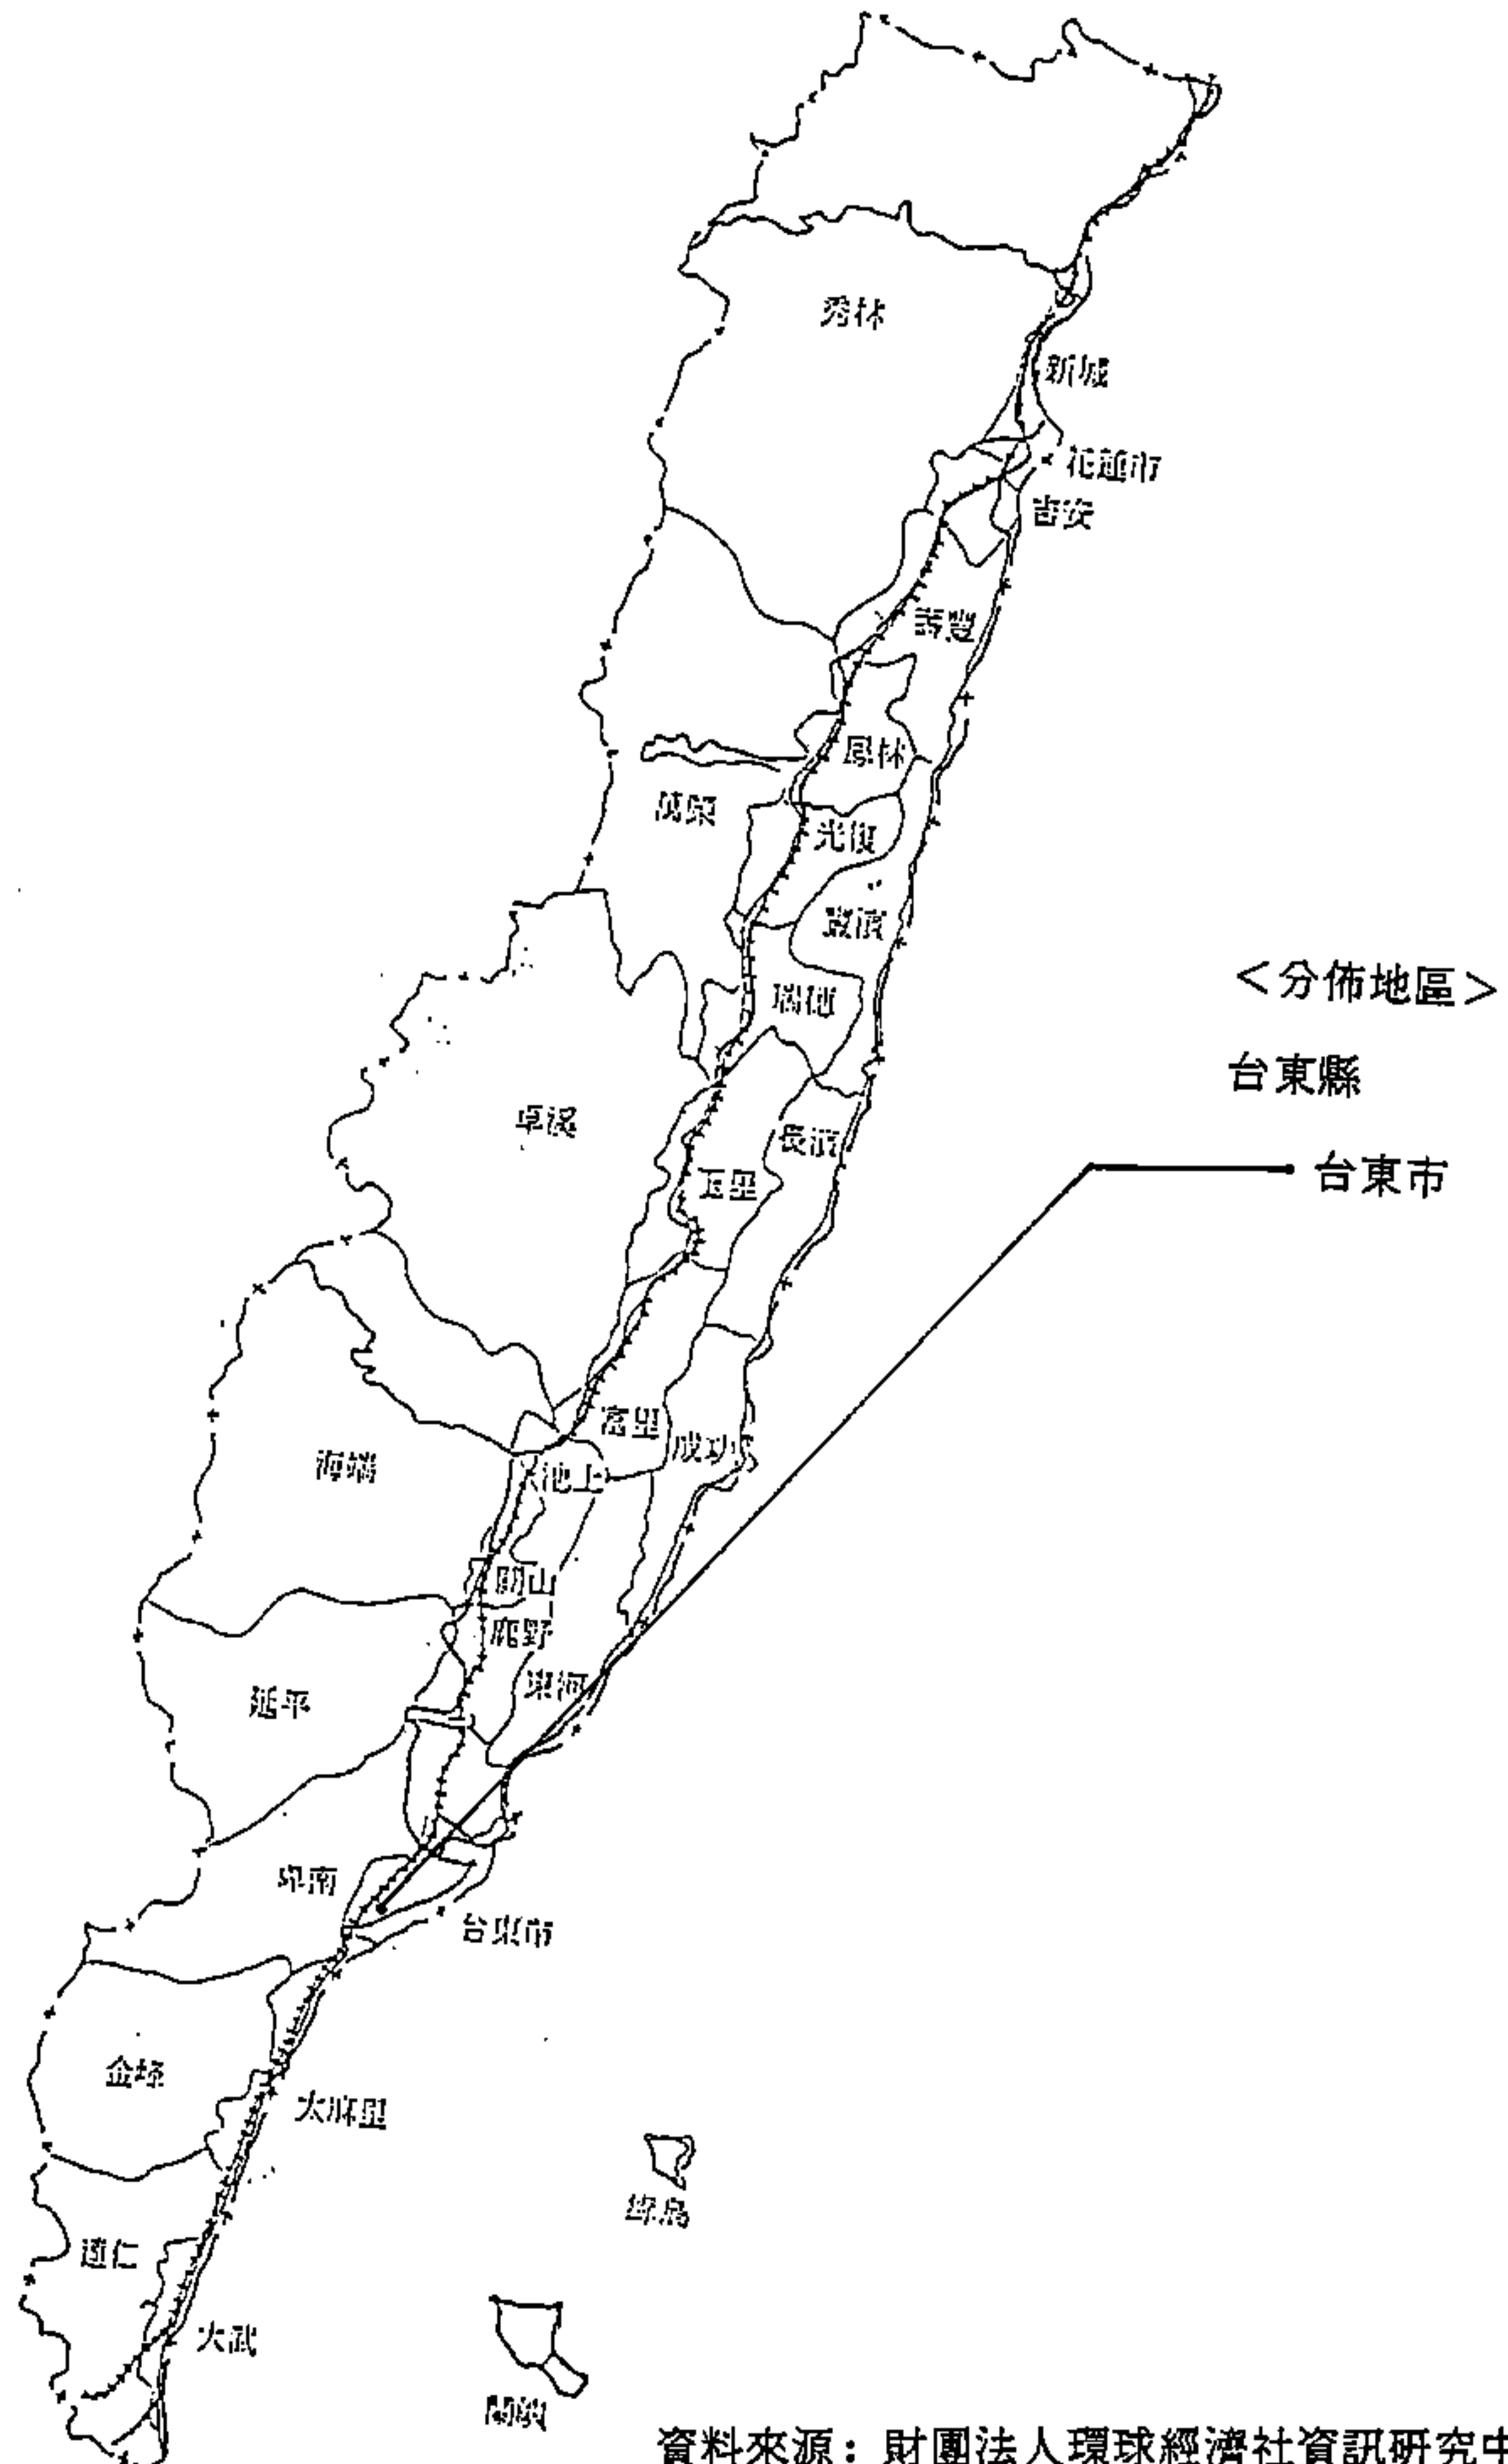 秀林
新城
花蓮市
吉安
壽豐
鳳林
萬榮
光復
豐濱
瑞穗
<分佈地區>
台東縣
卓溪
長濱
玉里
台東市
富里
成功
海端
池上
關山
鹿野
東河
延平
卑南
台東市
金峰
太麻里
綠島
達仁
大武
蘭嶼
資料來源：財團法人環球經濟社資訊研究中